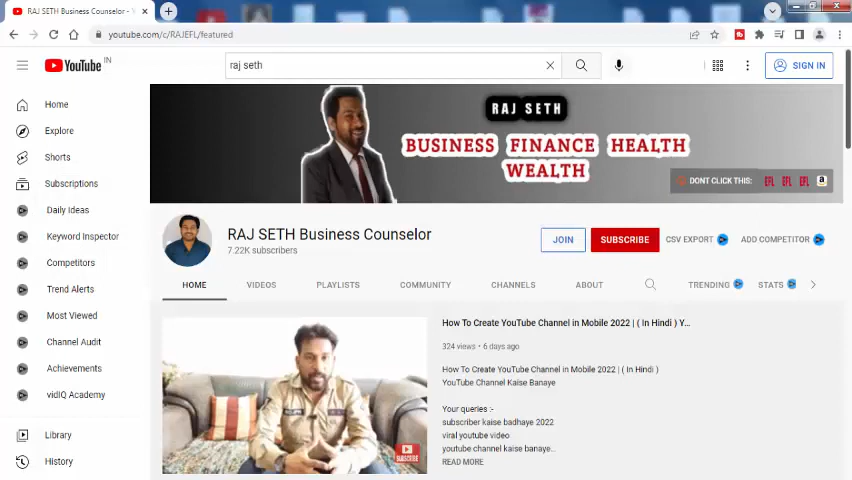 RAJ SETH Business Counselor -
youtube.com/c/RAJEFL/featured
YouTube IN
raj seth
SIGN IN
Home
Explore
Shorts
Subscriptions
Daily Ideas
Keyword Inspector
Competitors
Trend Alerts
Most Viewed
Channel Audit
Achievements
vidIQ Academy
Library
History
RAJ SETH
BUSINESS FINANCE HEALTH
WEALTH
DONT CLICK THIS: EFL EFL EFL a
RAJ SETH Business Counselor
7.22K subscribers
JOIN SUBSCRIBE CSV EXPORT ADD COMPETITOR
HOME VIDEOS PLAYLISTS COMMUNITY CHANNELS ABOUT TRENDING STATS
SUBSCRIBE
How To Create YouTube Channel in Mobile 2022 | ( In Hindi ) Y...
324 views • 6 days ago
How To Create YouTube Channel in Mobile 2022 | ( In Hindi )
YouTube Channel Kaise Banaye
Your queries :-
subscriber kaise badhaye 2022
viral youtube video
youtube channel kaise banaye...
READ MORE